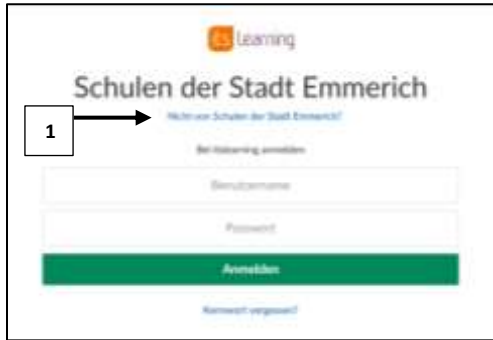 its learning
Schulen der Stadt Emmerich
Nicht von Schulen der Stadt Emmerich?
1
Bei itslearning anmelden
Benutzername
Passwort
Anmelden
Kennwort vergessen?